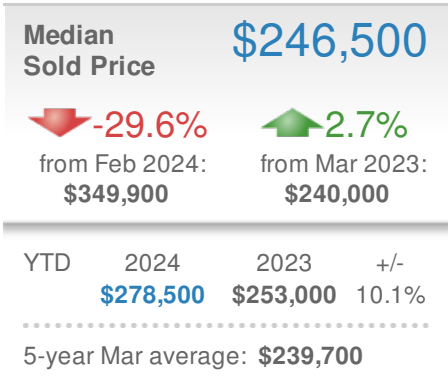 Median
Sold Price
$246,500
-29.6%
from Feb 2024:
$349,900
2.7%
from Mar 2023:
$240,000
YTD 2024 2023 +/-
$278,500 $253,000 10.1%
5-year Mar average: $239,700